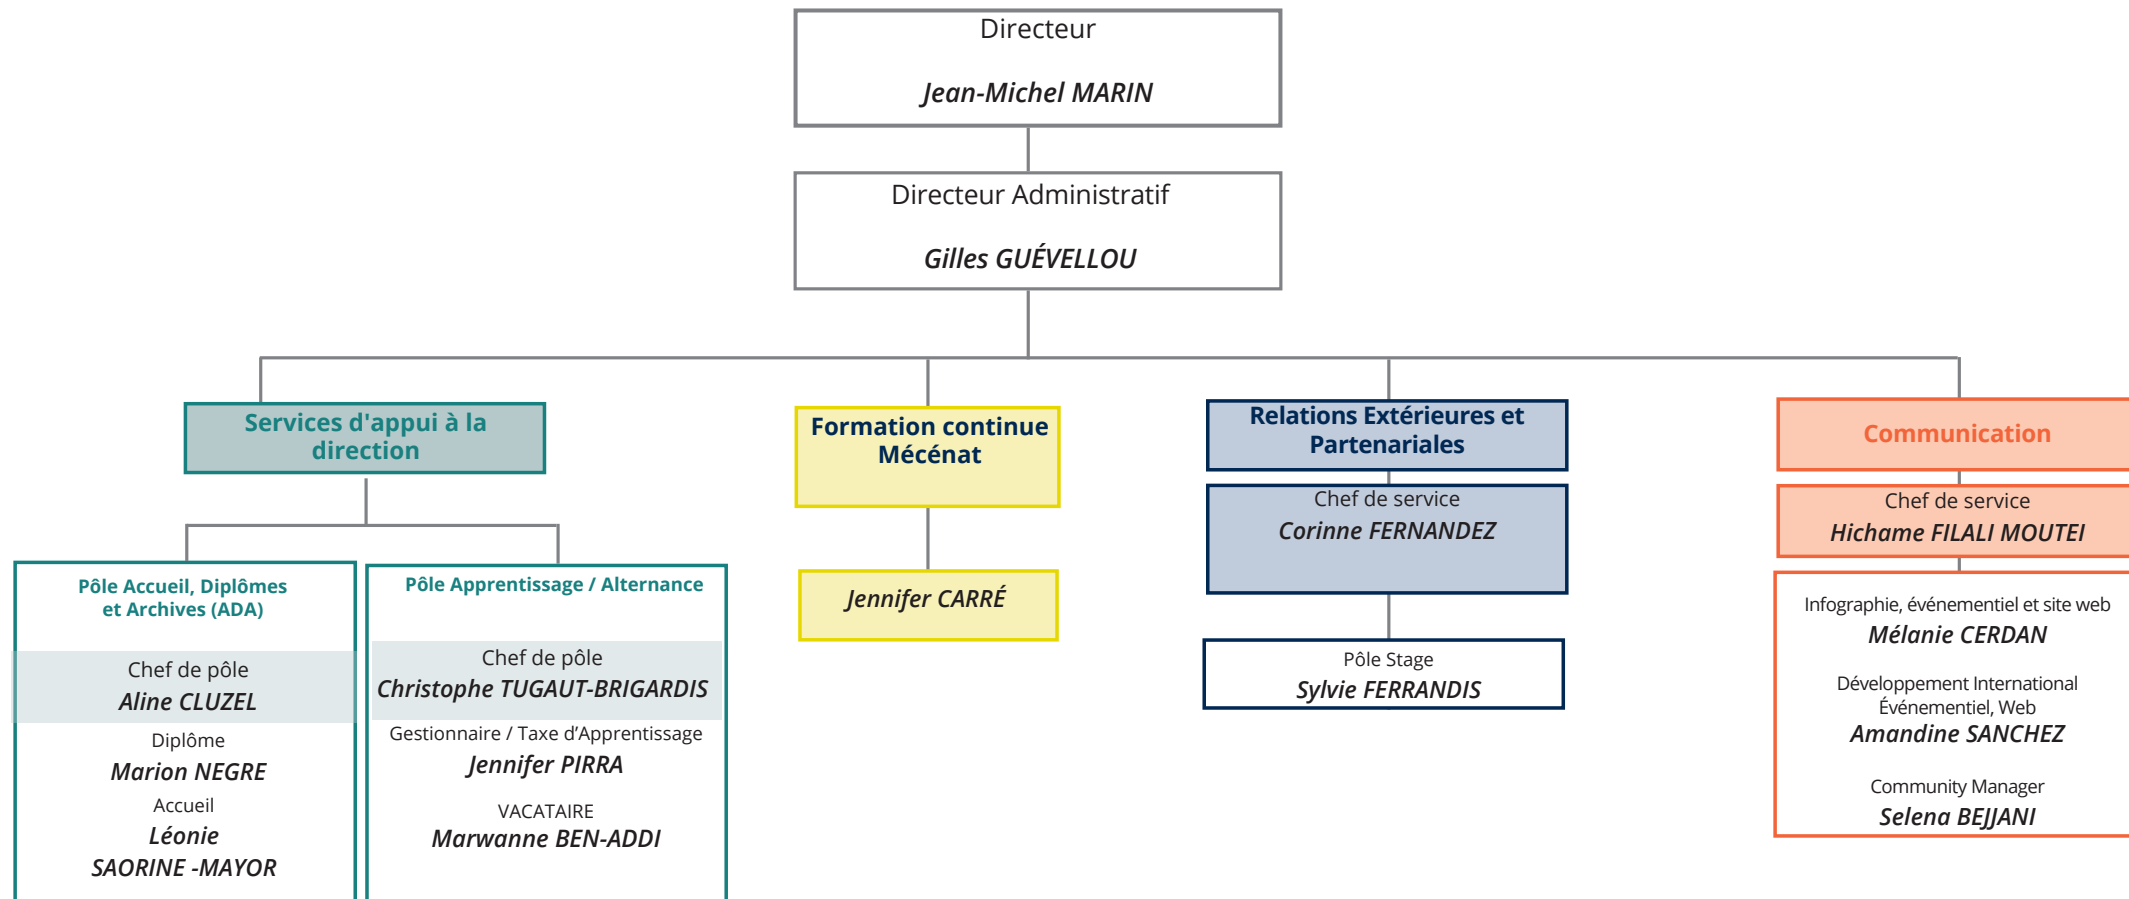 Directeur
Jean-Michel MARIN
Directeur Administratif
Gilles GUÉVELLOU
Services d'appui à la
direction
Pôle Accueil, Diplômes
et Archives (ADA)
Chef de pôle
Aline CLUZEL
Diplôme
Marion NEGRE
Accueil
Léonie
SAORINE -MAYOR
Pôle Apprentissage / Alternance
Chef de pôle
Christophe TUGAUT-BRIGARDIS
Gestionnaire / Taxe d’Apprentissage
Jennifer PIRRA
VACATAIRE
Marwanne BEN-ADDI
Formation continue
Mécénat
Jennifer CARRÉ
Relations Extérieures et
Partenariales
Chef de service
Corinne FERNANDEZ
Pôle Stage
Sylvie FERRANDIS
Communication
Chef de service
Hichame FILALI MOUTEI
Infographie, événementiel et site web
Mélanie CERDAN
Développement International
Événementiel, Web
Amandine SANCHEZ
Community Manager
Selena BEJJANI